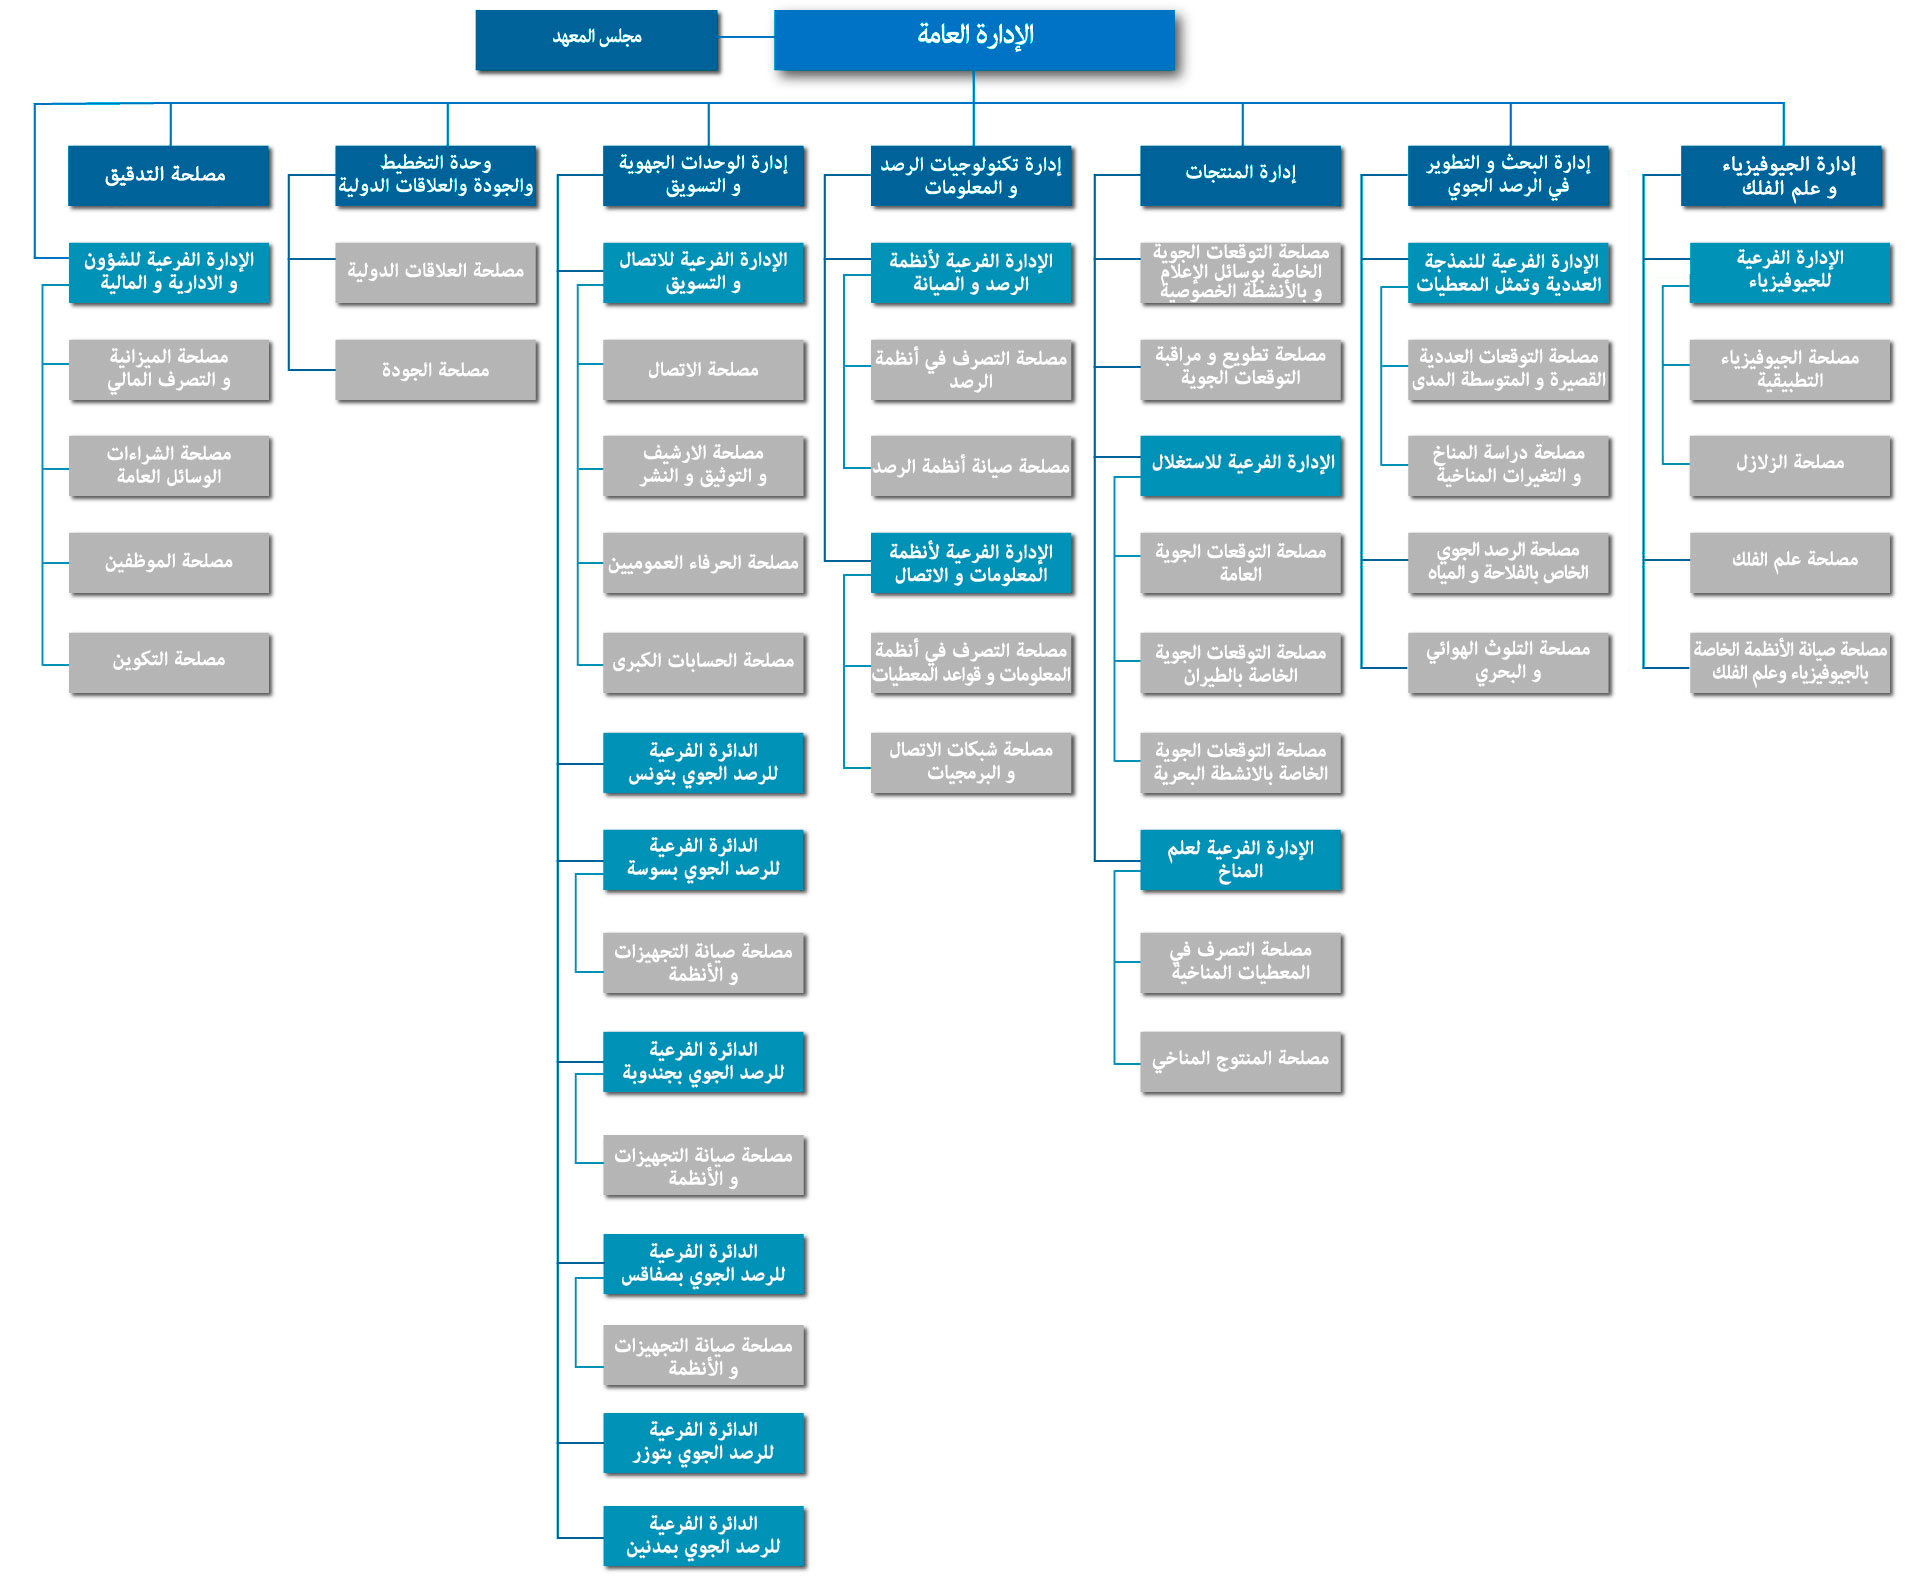 الإدارة العامة
مجلس المعهد
إدارة الجيوفيزياء
و علم الفلك
الإدارة الفرعية
للجيوفيزياء
مصلحة الجيوفيزياء
التطبيقية
مصلحة الزلازل
مصلحة علم الفلك
مصلحة صيانة الأنظمة الخاصة
بالجيوفيزياء وعلم الفلك
إدارة البحث و التطوير
في الرصد الجوي
الإدارة الفرعية للنمذجة
العددية وتمثل المعطيات
مصلحة التوقعات العددية
القصيرة و المتوسطة المدى
مصلحة دراسة المناخ
و التغيرات المناخية
مصلحة الرصد الجوي
الخاص بالفلاحة و المياه
مصلحة التلوث الهوائي
و البحري
إدارة المنتجات
مصلحة التوقعات الجوية
الخاصة بوسائل الإعلام
و بالأنشطة الخصوصية
مصلحة تطويع و مراقبة
التوقعات الجوية
الإدارة الفرعية للاستغلال
مصلحة التوقعات الجوية
العامة
مصلحة التوقعات الجوية
الخاصة بالطيران
مصلحة التوقعات الجوية
الخاصة بالانشطة البحرية
الإدارة الفرعية لعلم
المناخ
مصلحة التصرف في
المعطيات المناخية
مصلحة المنتوج المناخي
إدارة تكنولوجيات الرصد
و المعلومات
الإدارة الفرعية لأنظمة
الرصد و الصيانة
مصلحة التصرف في أنظمة
الرصد
مصلحة صيانة أنظمة الرصد
الإدارة الفرعية لأنظمة
المعلومات و الاتصال
مصلحة التصرف في أنظمة
المعلومات و قواعد المعطيات
مصلحة شبكات الاتصال
و البرمجيات
إدارة الوحدات الجهوية
و التسويق
الإدارة الفرعية للاتصال
و التسويق
مصلحة الاتصال
مصلحة الارشيف
و التوثيق و النشر
مصلحة الحرفاء العموميين
مصلحة الحسابات الكبرى
الدائرة الفرعية
للرصد الجوي بتونس
الدائرة الفرعية
للرصد الجوي بسوسة
مصلحة صيانة التجهيزات
و الأنظمة
الدائرة الفرعية
للرصد الجوي بجندوبة
مصلحة صيانة التجهيزات
و الأنظمة
الدائرة الفرعية
للرصد الجوي بصفاقس
مصلحة صيانة التجهيزات
و الأنظمة
الدائرة الفرعية
للرصد الجوي بتوزر
الدائرة الفرعية
للرصد الجوي بمدنين
وحدة التخطيط
والجودة والعلاقات الدولية
مصلحة العلاقات الدولية
مصلحة الجودة
مصلحة التدقيق
الإدارة الفرعية للشؤون
و الادارية و المالية
مصلحة الميزانية
و التصرف المالي
مصلحة الشراءات
الوسائل العامة
مصلحة الموظفين
مصلحة التكوين